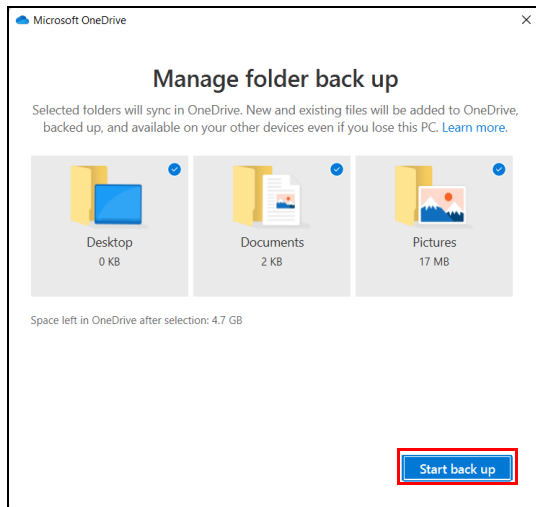 Microsoft OneDrive
Manage folder back up
Selected folders will sync in OneDrive. New and existing files will be added to OneDrive,
backed up, and available on your other devices even if you lose this PC. Learn more.
Desktop
0 KB
Documents
2 KB
Pictures
17 MB
Space left in OneDrive after selection: 4.7 GB
Start back up